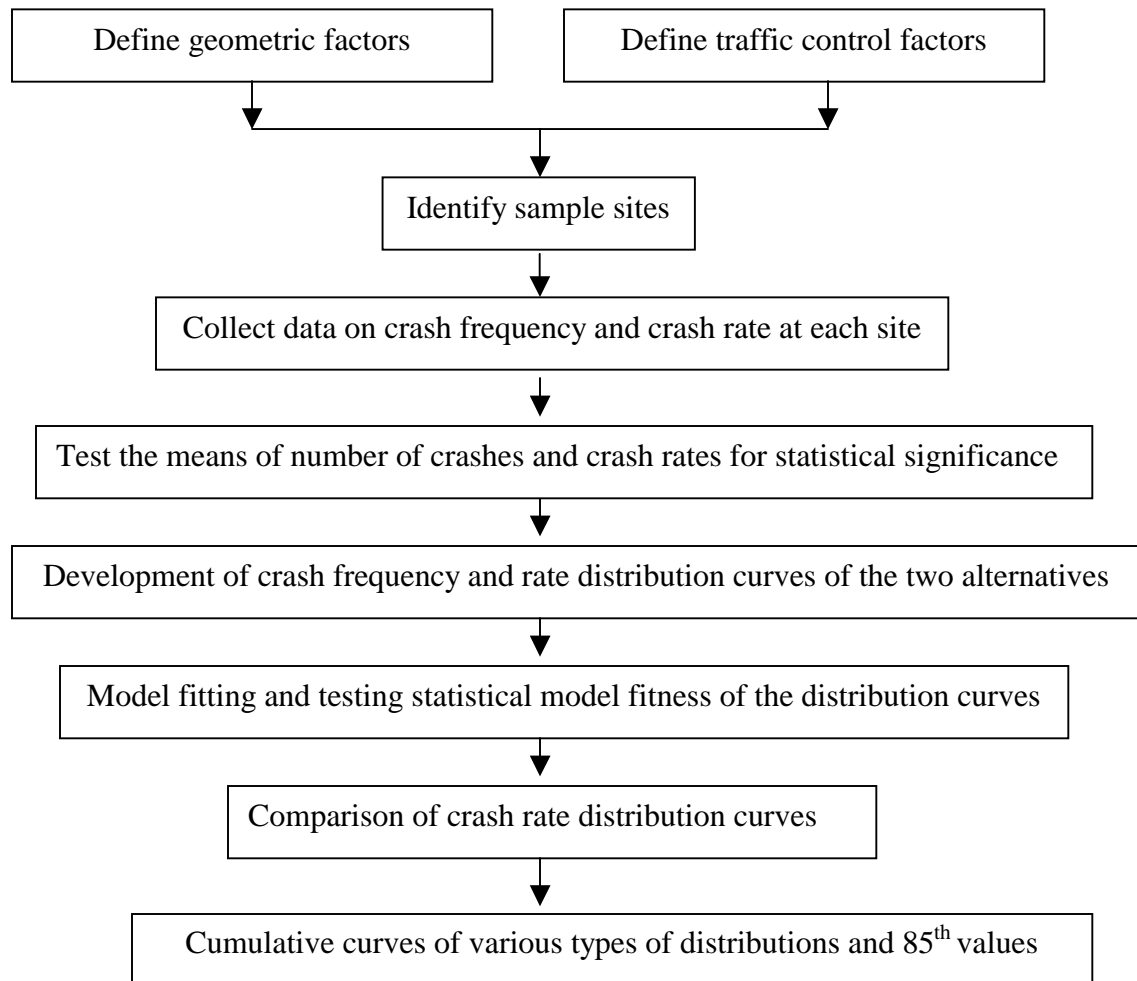 Define geometric factors
Define traffic control factors
Identify sample sites
Collect data on crash frequency and crash rate at each site
Test the means of number of crashes and crash rates for statistical significance
Development of crash frequency and rate distribution curves of the two alternatives
Model fitting and testing statistical model fitness of the distribution curves
Comparison of crash rate distribution curves
Cumulative curves of various types of distributions and 85th values